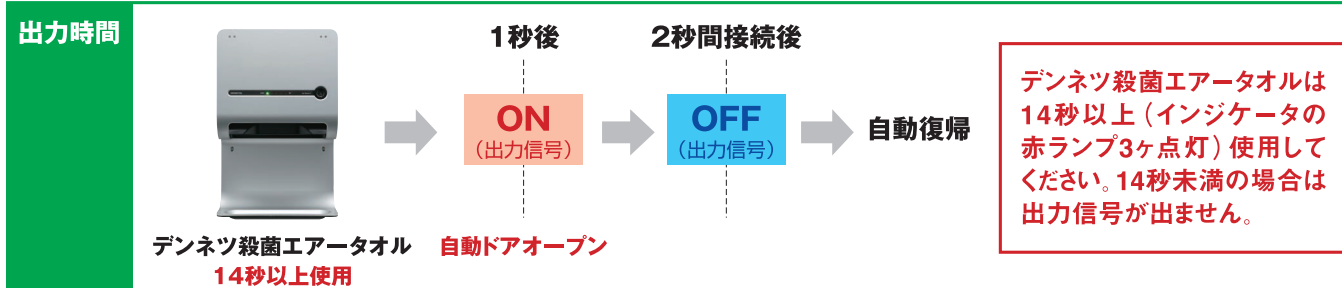 出力時間
デンネツ殺菌エアータオル
14秒以上使用
1秒後
ON
（出力信号）
自動ドアオープン
2秒間接続後
OFF
（出力信号）
自動復帰
デンネツ殺菌エアータオルは
14秒以上（インジケータの
赤ランプ3ヶ点灯）使用して
ください。14秒未満の場合は
出力信号が出ません。